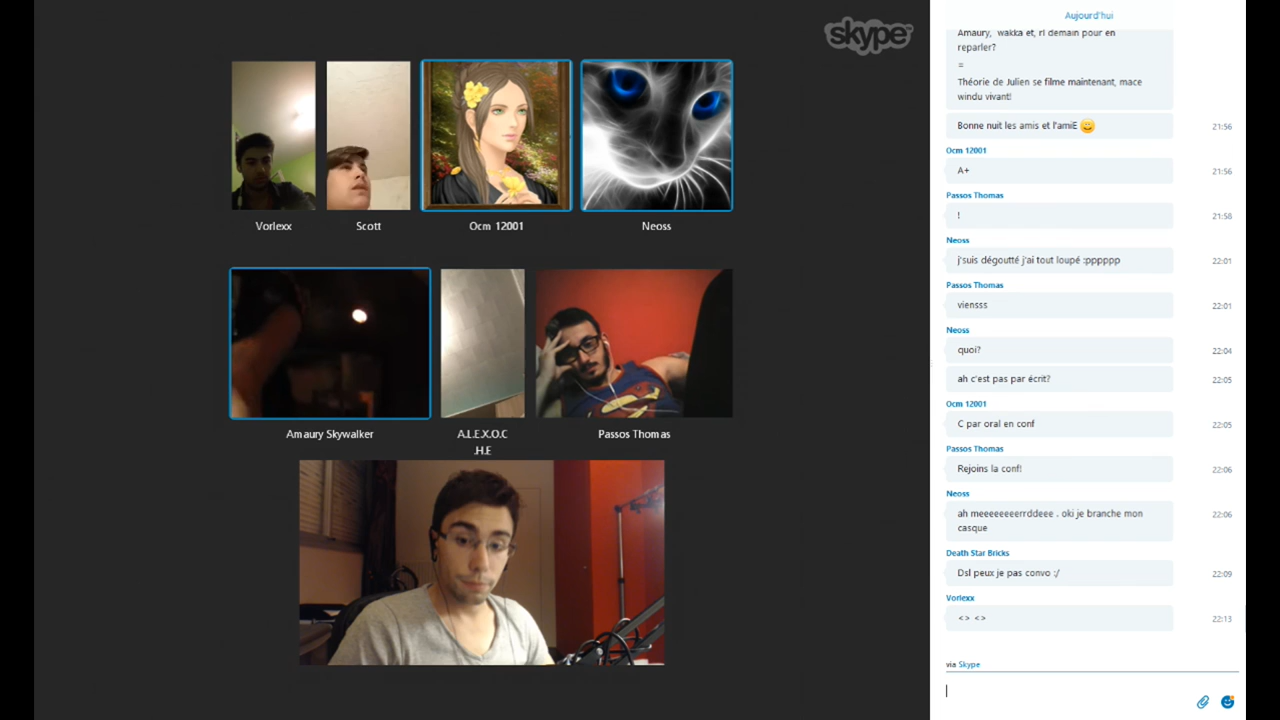 skype
Vorlexx
Scott
Ocm 12001
Neoss
Amaury Skywalker
A.L.E.X.O.C
.H.E
Passos Thomas
Aujourd'hui
Amaury, wakka et, rl demain pour en
reparler?
=
Théorie de Julien se filme maintenant, mace
windu vivant!
Bonne nuit les amis et l'amiE
21:56
Ocm 12001
A+
21:56
Passos Thomas
!
21:58
Neoss
j'suis dégoutté j'ai tout loupé :pppppp
22:01
Passos Thomas
viensss
22:01
Neoss
quoi?
22:04
ah c'est pas par écrit?
22:05
Ocm 12001
C par oral en conf
22:05
Passos Thomas
Rejoins la conf!
22:06
Neoss
ah meeeeeeeerrddeee . oki je branche mon
casque
22:06
Death Star Bricks
Dsl peux je pas convo :/
22:09
Vorlexx
<> <>
22:13
via Skype